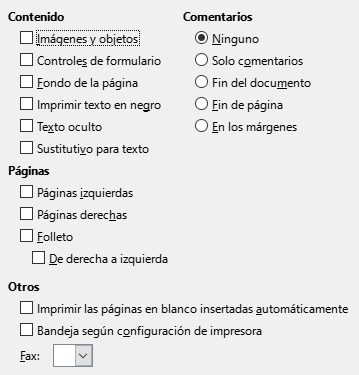 Contenido
Imágenes y objetos
Controles de formulario
Fondo de la página
Imprimir texto en negro
Texto oculto
Sustitutivo para texto
Comentarios
Ninguno
Solo comentarios
Fin del documento
Fin de página
En los márgenes
Páginas
Páginas izquierdas
Páginas derechas
Folleto
De derecha a izquierda
Otros
Imprimir las páginas en blanco insertadas automáticamente
Bandeja según configuración de impresora
Fax: